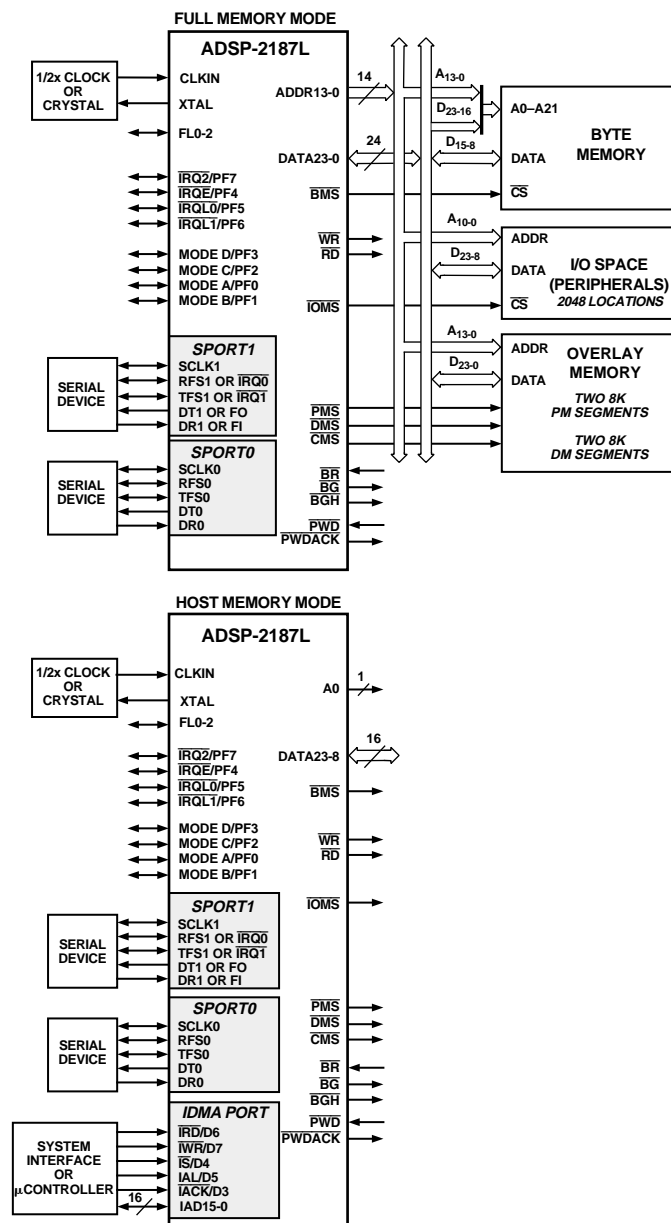 FULL MEMORY MODE
ADSP-2187L
1/2x CLOCK
OR
CRYSTAL
CLKIN
XTAL
FL0-2
IRQ2/PF7
IRQE/PF4
IRQL0/PF5
IRQL1/PF6
MODE D/PF3
MODE C/PF2
MODE A/PF0
MODE B/PF1
SERIAL
DEVICE
SPORT1
SCLK1
RFS1 OR IRQ0
TFS1 OR IRQ1
DT1 OR FO
DR1 OR FI
SERIAL
DEVICE
SPORT0
SCLK0
RFS0
TFS0
DT0
DR0
ADDR13-0
14
DATA23-0
24
BMS
WR
RD
IOMS
PMS
DMS
CMS
BR
BG
BGH
PWD
PWDACK
A13-0
D23-16
D15-8
A0–A21
DATA
CS
BYTE
MEMORY
A10-0
D23-8
ADDR
DATA
CS
I/O SPACE
(PERIPHERALS)
2048 LOCATIONS
A13-0
D23-0
ADDR
DATA
OVERLAY
MEMORY
TWO 8K
PM SEGMENTS
TWO 8K
DM SEGMENTS
HOST MEMORY MODE
ADSP-2187L
1/2x CLOCK
OR
CRYSTAL
CLKIN
XTAL
FL0-2
IRQ2/PF7
IRQE/PF4
IRQL0/PF5
IRQL1/PF6
MODE D/PF3
MODE C/PF2
MODE A/PF0
MODE B/PF1
SERIAL
DEVICE
SPORT1
SCLK1
RFS1 OR IRQ0
TFS1 OR IRQ1
DT1 OR FO
DR1 OR FI
SERIAL
DEVICE
SPORT0
SCLK0
RFS0
TFS0
DT0
DR0
SYSTEM
INTERFACE
OR
µCONTROLLER
16
IDMA PORT
IRD/D6
IWR/D7
IS/D4
IAL/D5
IACK/D3
IAD15-0
A0
1
DATA23-8
16
BMS
WR
RD
IOMS
PMS
DMS
CMS
BR
BG
BGH
PWD
PWDACK